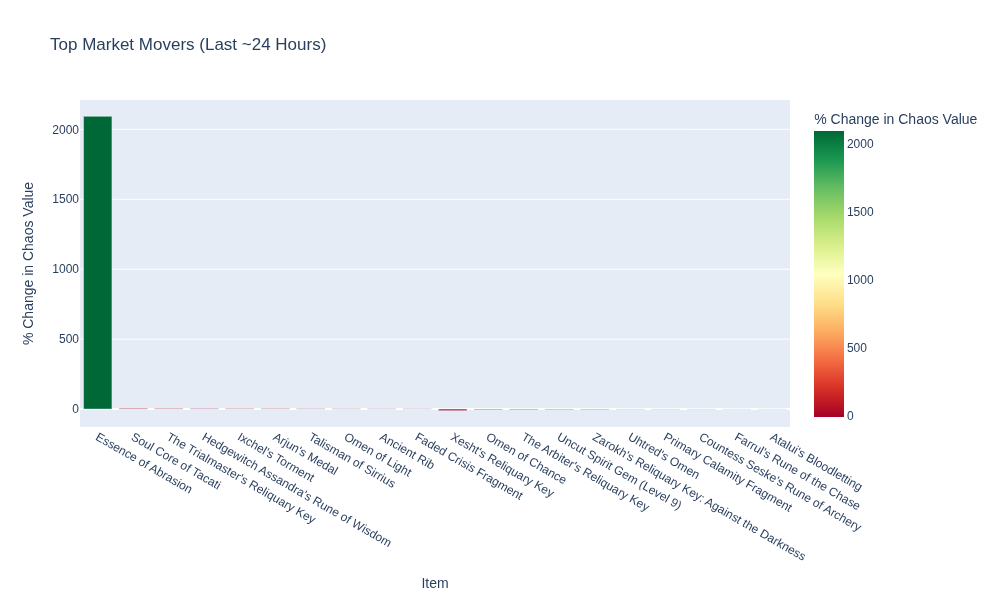 Top Market Movers (Last ~24 Hours)
% Change in Chaos Value
2000
1500
1000
500
0
% Change in Chaos Value
2000
1500
1000
500
0
Essence of Abrasion
Soul Core of Tacati
The Trialmaster's Reliquary Key
Hedgewitch Assandra's Rune of Wisdom
Ixchel's Torment
Arjun's Medal
Talisman of Sirrius
Omen of Light
Ancient Rib
Faded Crisis Fragment
Xesht's Reliquary Key
Omen of Chance
The Arbiter's Reliquary Key
Uncut Spirit Gem (Level 9)
Zarokh's Reliquary Key: Against the Darkness
Uhtred's Omen
Primary Calamity Fragment
Countess Seske's Rune of Archery
Farrul's Rune of the Chase
Atalui's Bloodletting
Item